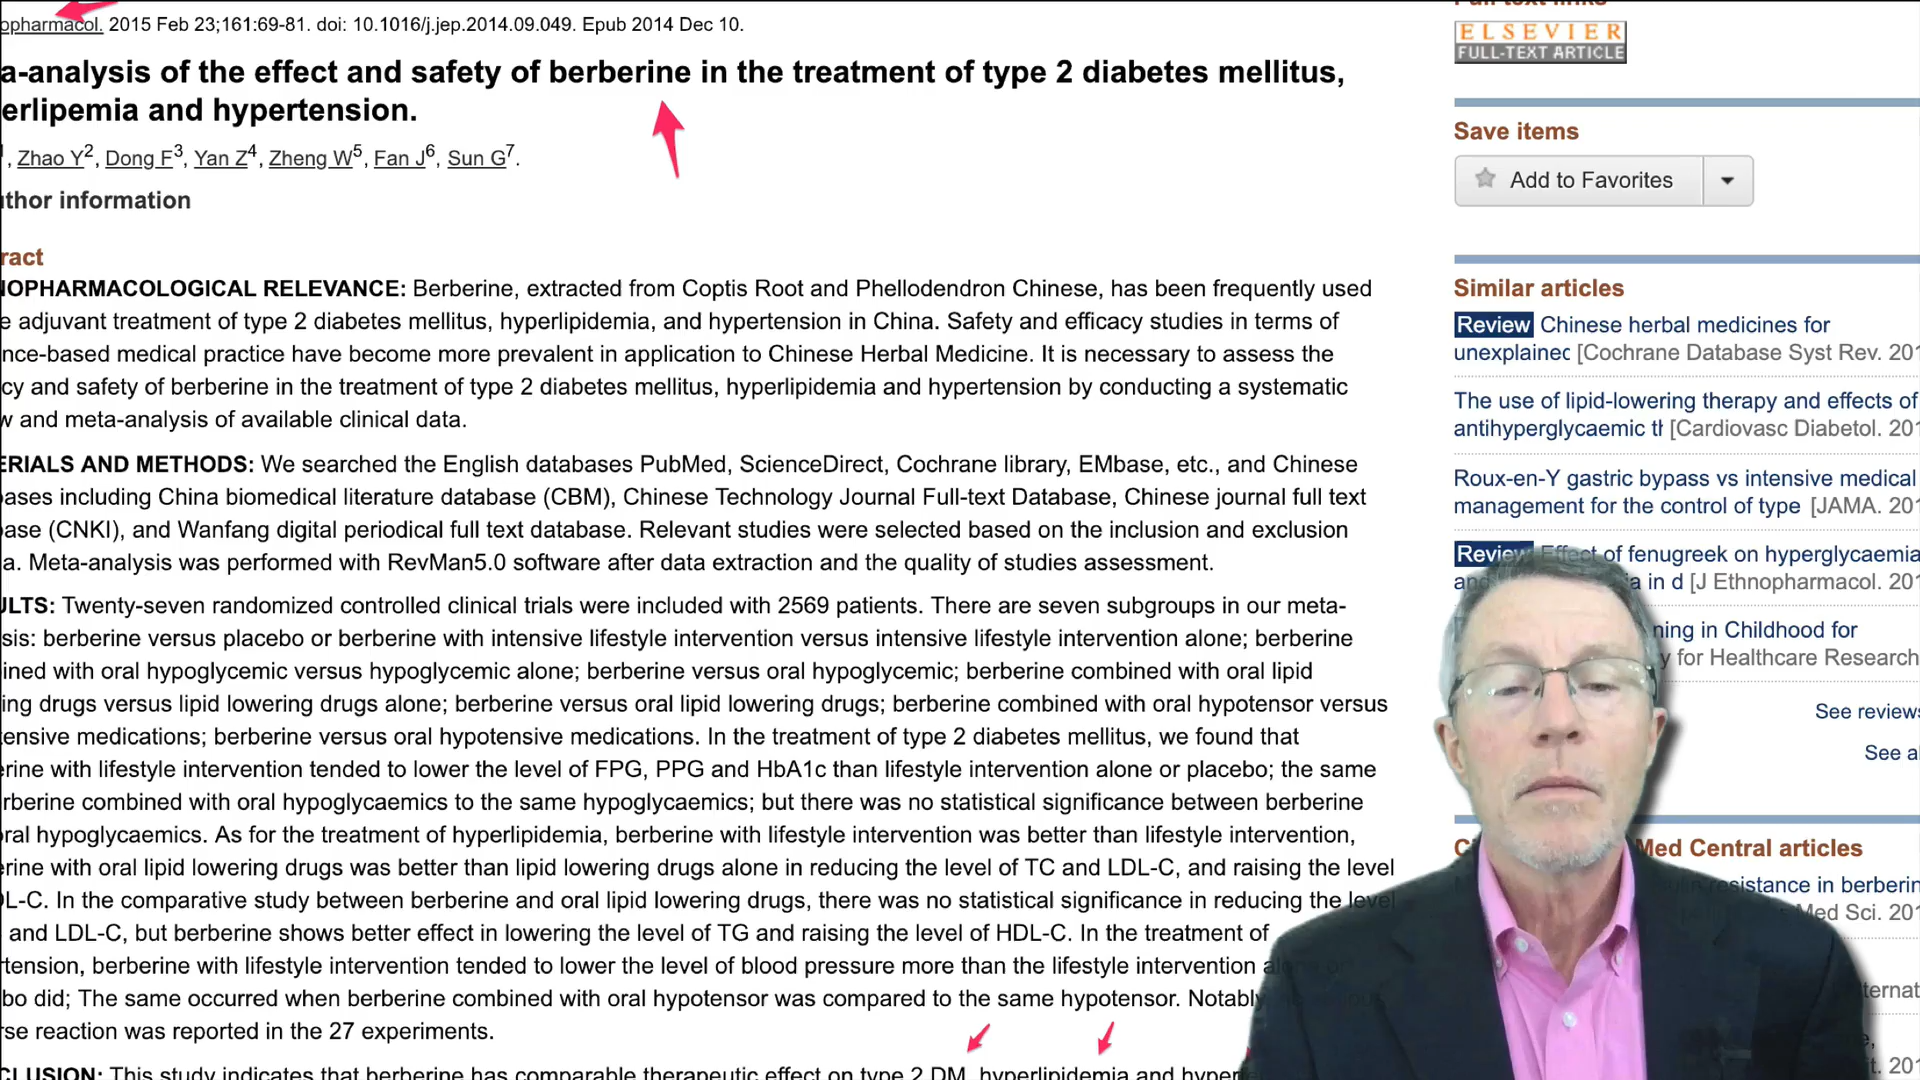 opharmacol. 2015 Feb 23;161:69-81. doi: 10.1016/j.jep.2014.09.049. Epub 2014 Dec 10.
a-analysis of the effect and safety of berberine in the treatment of type 2 diabetes mellitus,
erlipemia and hypertension.
, Zhao Y2, Dong F3, Yan Z4, Zheng W5, Fan J6, Sun G7.
thor information
ract
NOPHARMACOLOGICAL RELEVANCE: Berberine, extracted from Coptis Root and Phellodendron Chinese, has been frequently used
e adjuvant treatment of type 2 diabetes mellitus, hyperlipidemia, and hypertension in China. Safety and efficacy studies in terms of
nce-based medical practice have become more prevalent in application to Chinese Herbal Medicine. It is necessary to assess the
cy and safety of berberine in the treatment of type 2 diabetes mellitus, hyperlipidemia and hypertension by conducting a systematic
w and meta-analysis of available clinical data.
ERIALS AND METHODS: We searched the English databases PubMed, ScienceDirect, Cochrane library, EMbase, etc., and Chinese
ases including China biomedical literature database (CBM), Chinese Technology Journal Full-text Database, Chinese journal full text
ase (CNKI), and Wanfang digital periodical full text database. Relevant studies were selected based on the inclusion and exclusion
a. Meta-analysis was performed with RevMan5.0 software after data extraction and the quality of studies assessment.
ULTS: Twenty-seven randomized controlled clinical trials were included with 2569 patients. There are seven subgroups in our meta-
sis: berberine versus placebo or berberine with intensive lifestyle intervention versus intensive lifestyle intervention alone; berberine
ined with oral hypoglycemic versus hypoglycemic alone; berberine versus oral hypoglycemic; berberine combined with oral lipid
ing drugs versus lipid lowering drugs alone; berberine versus oral lipid lowering drugs; berberine combined with oral hypotensor versus
ensive medications; berberine versus oral hypotensive medications. In the treatment of type 2 diabetes mellitus, we found that
rine with lifestyle intervention tended to lower the level of FPG, PPG and HbA1c than lifestyle intervention alone or placebo; the same
rberine combined with oral hypoglycaemics to the same hypoglycaemics; but there was no statistical significance between berberine
oral hypoglycaemics. As for the treatment of hyperlipidemia, berberine with lifestyle intervention was better than lifestyle intervention,
erine with oral lipid lowering drugs was better than lipid lowering drugs alone in reducing the level of TC and LDL-C, and raising the level
DL-C. In the comparative study between berberine and oral lipid lowering drugs, there was no statistical significance in reducing the level
and LDL-C, but berberine shows better effect in lowering the level of TG and raising the level of HDL-C. In the treatment of
rtension, berberine with lifestyle intervention tended to lower the level of blood pressure more than the lifestyle intervention
bo did; The same occurred when berberine combined with oral hypotensor was compared to the same hypotensor. Notably
rse reaction was reported in the 27 experiments.
CLUSION: This study indicates that berberine has comparable therapeutic effect on type 2 DM, hyperlipidemia and hyper
ELSEVIER
FULL-TEXT ARTICLE
Save items
Add to Favorites
Similar articles
Review Chinese herbal medicines for
unexplained [Cochrane Database Syst Rev. 201
The use of lipid-lowering therapy and effects of
antihyperglycaemic th [Cardiovasc Diabetol. 201
Roux-en-Y gastric bypass vs intensive medical
management for the control of type [JAMA. 201
Review Effect of fenugreek on hyperglycaemia
and ia in d [J Ethnopharmacol. 201
ning in Childhood for
y for Healthcare Research
See reviews
See al
C Med Central articles
resistance in berberin
Med Sci. 201
ternat
t. 201